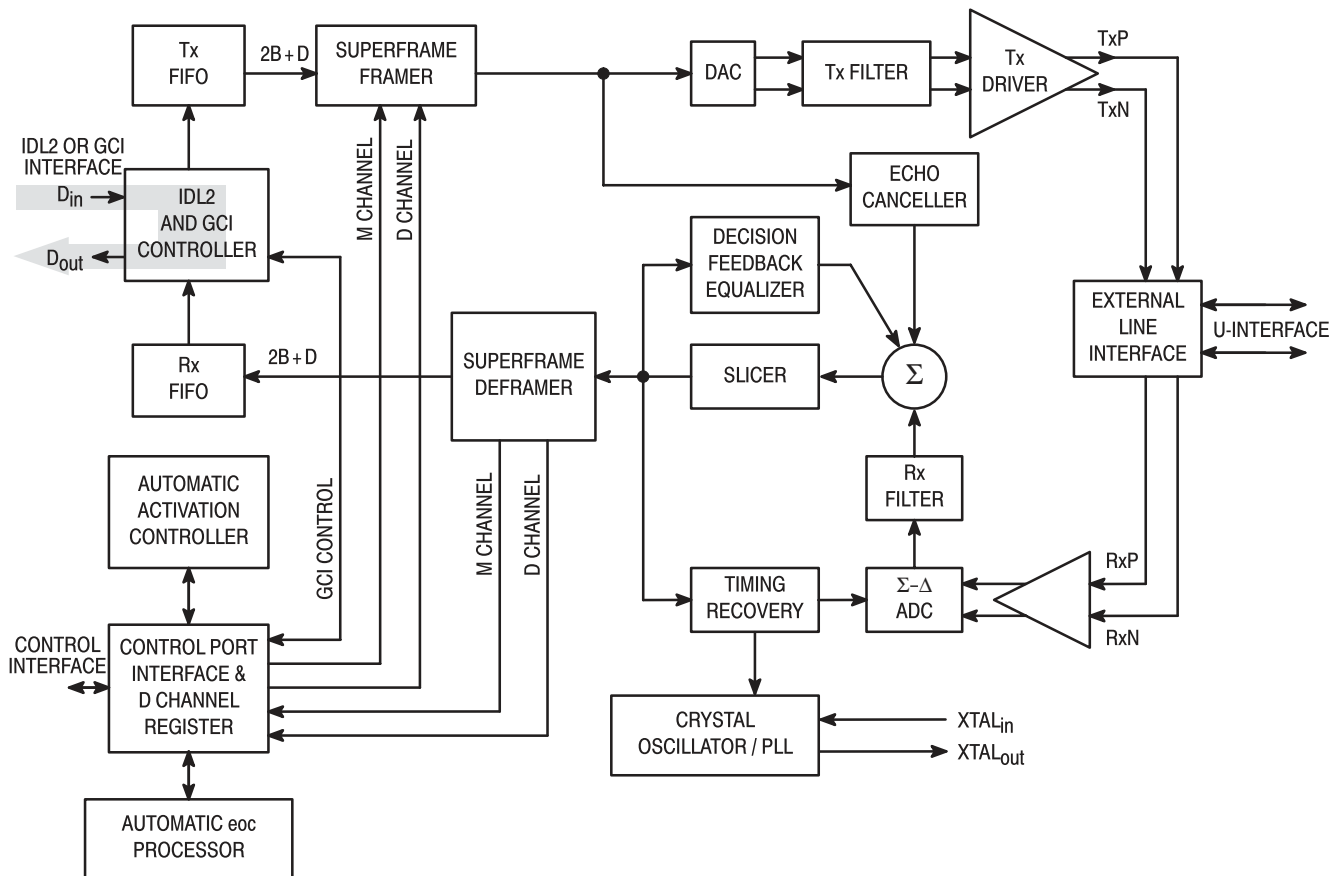 Tx
FIFO
2B+D
SUPERFRAME
FRAMER
DAC
Tx FILTER
Tx
DRIVER
TxP
TxN
IDL2 OR GCI
INTERFACE
Din
Dout
IDL2
AND GCI
CONTROLLER
M CHANNEL
D CHANNEL
ECHO
CANCELLER
DECISION
FEEDBACK
EQUALIZER
EXTERNAL
LINE
INTERFACE
U-INTERFACE
Rx
FIFO
2B+D
SUPERFRAME
DEFRAMER
SLICER
Σ
Rx
FILTER
AUTOMATIC
ACTIVATION
CONTROLLER
GCI CONTROL
M CHANNEL
D CHANNEL
TIMING
RECOVERY
Σ–Δ
ADC
RxP
RxN
CONTROL
INTERFACE
CONTROL PORT
INTERFACE &
D CHANNEL
REGISTER
CRYSTAL
OSCILLATOR / PLL
XTALin
XTALout
AUTOMATIC eoc
PROCESSOR